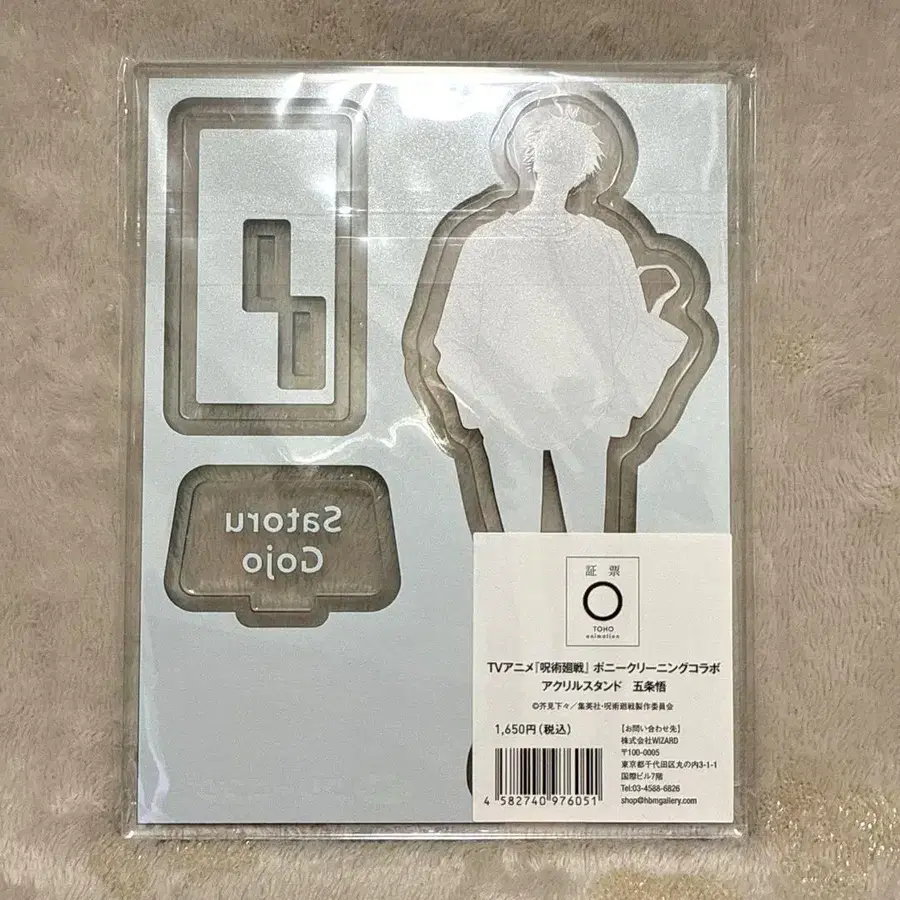 Satoru
Gojo
証票
TOHO
animation
TVアニメ『呪術廻戦』 ポニークリーニングコラボ
アクリルスタンド 五条悟
©芥見下々／集英社・呪術廻戦製作委員会
1,650円(税込)
4 582740 976051
【お問い合わせ先】
株式会社WIZARD
〒100-0005
東京都千代田区丸の内3-1-1
国際ビル7階
Tel:03-4588-6826
shop@hbmgallery.com